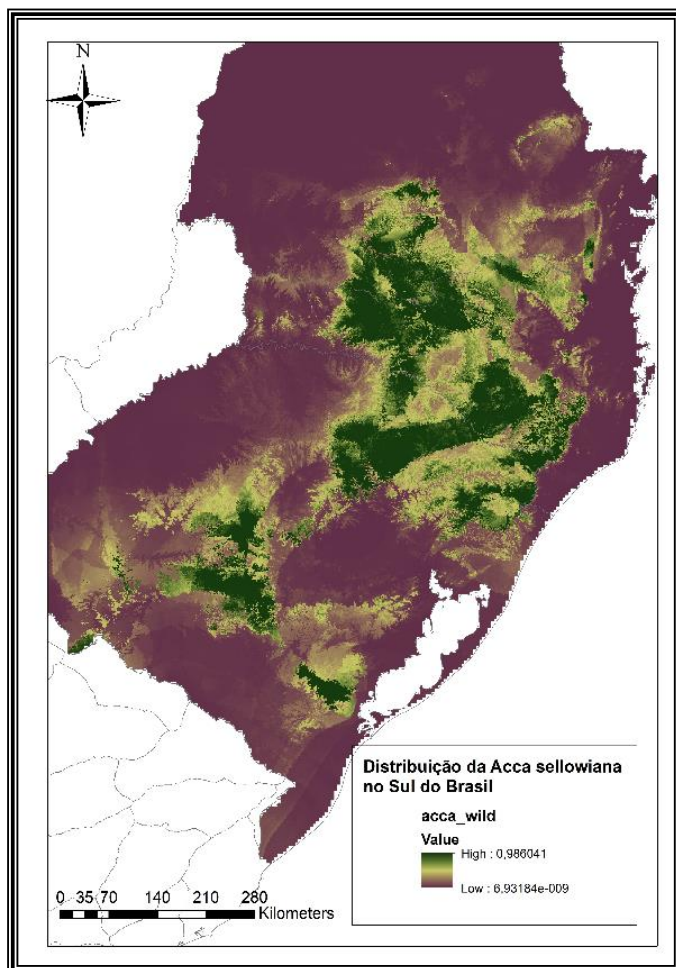 N
Distribuição da Acca sellowiana
no Sul do Brasil
acca_wild
Value
High : 0,986041
Low : 6,93184e-009
0 35 70 140 210 280
Kilometers